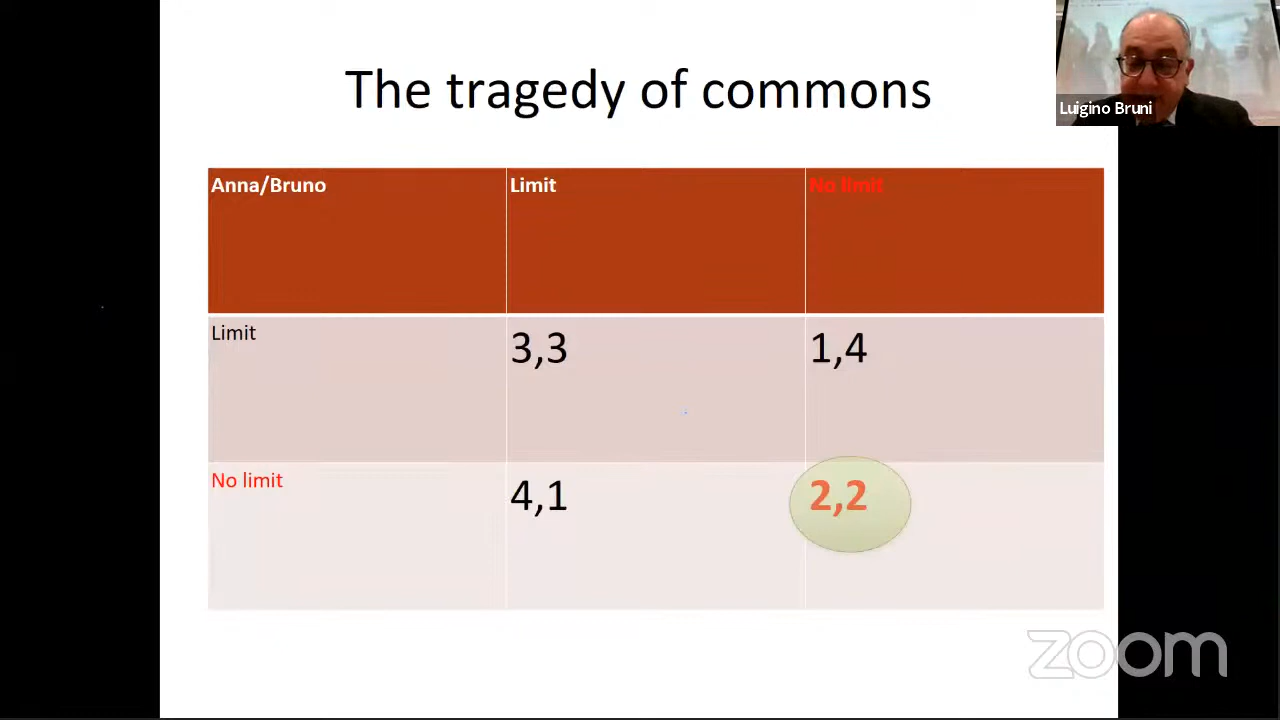 The tragedy of commons
Luigino Bruni
Anna/Bruno Limit No limit
Limit 3,3 1,4
No limit 4,1 2,2
zoom